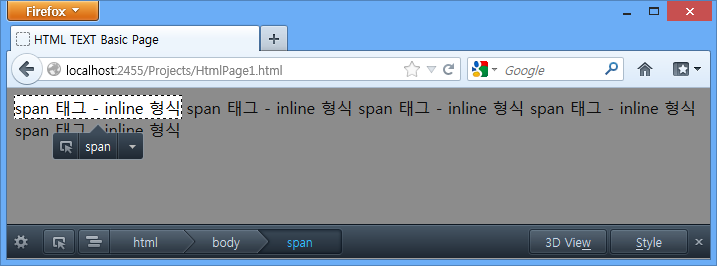 Firefox
HTML TEXT Basic Page
localhost:2455/Projects/HtmlPage1.html
Google
span 태그 - inline 형식 span 태그 - inline 형식 span 태그 - inline 형식 span 태그 - inline 형식
span 태그 - inline 형식
span
html body span
3D View Style